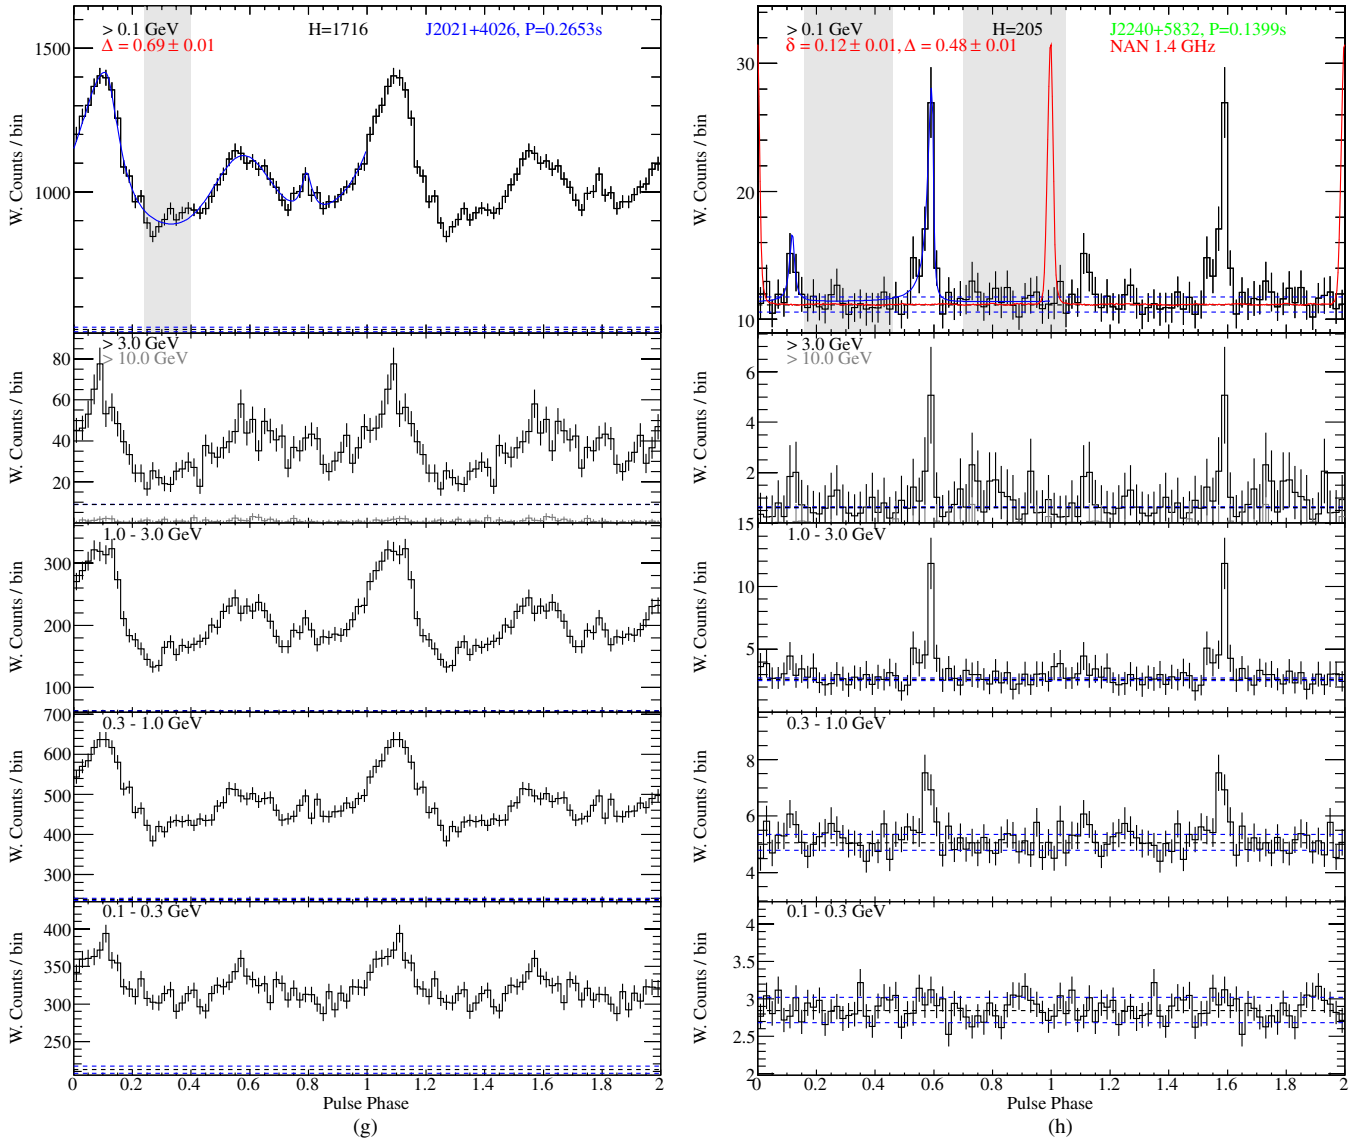 > 0.1 GeV
H=1716
J2021+4026, P=0.2653s
Δ = 0.69 ± 0.01
1500
1000
W. Counts / bin
> 3.0 GeV
> 10.0 GeV
80
60
40
20
W. Counts / bin
1.0 - 3.0 GeV
300
200
100
W. Counts / bin
0.3 - 1.0 GeV
700
600
500
400
300
W. Counts / bin
0.1 - 0.3 GeV
400
350
300
250
W. Counts / bin
0 0.2 0.4 0.6 0.8 1 1.2 1.4 1.6 1.8 2
Pulse Phase
(g)
> 0.1 GeV
H=205
J2240+5832, P=0.1399s
δ = 0.12 ± 0.01, Δ = 0.48 ± 0.01
NAN 1.4 GHz
30
20
10
W. Counts / bin
> 3.0 GeV
> 10.0 GeV
6
4
2
W. Counts / bin
1.0 - 3.0 GeV
15
10
5
W. Counts / bin
0.3 - 1.0 GeV
8
6
4
W. Counts / bin
0.1 - 0.3 GeV
4
3.5
3
2.5
2
W. Counts / bin
0 0.2 0.4 0.6 0.8 1 1.2 1.4 1.6 1.8 2
Pulse Phase
(h)